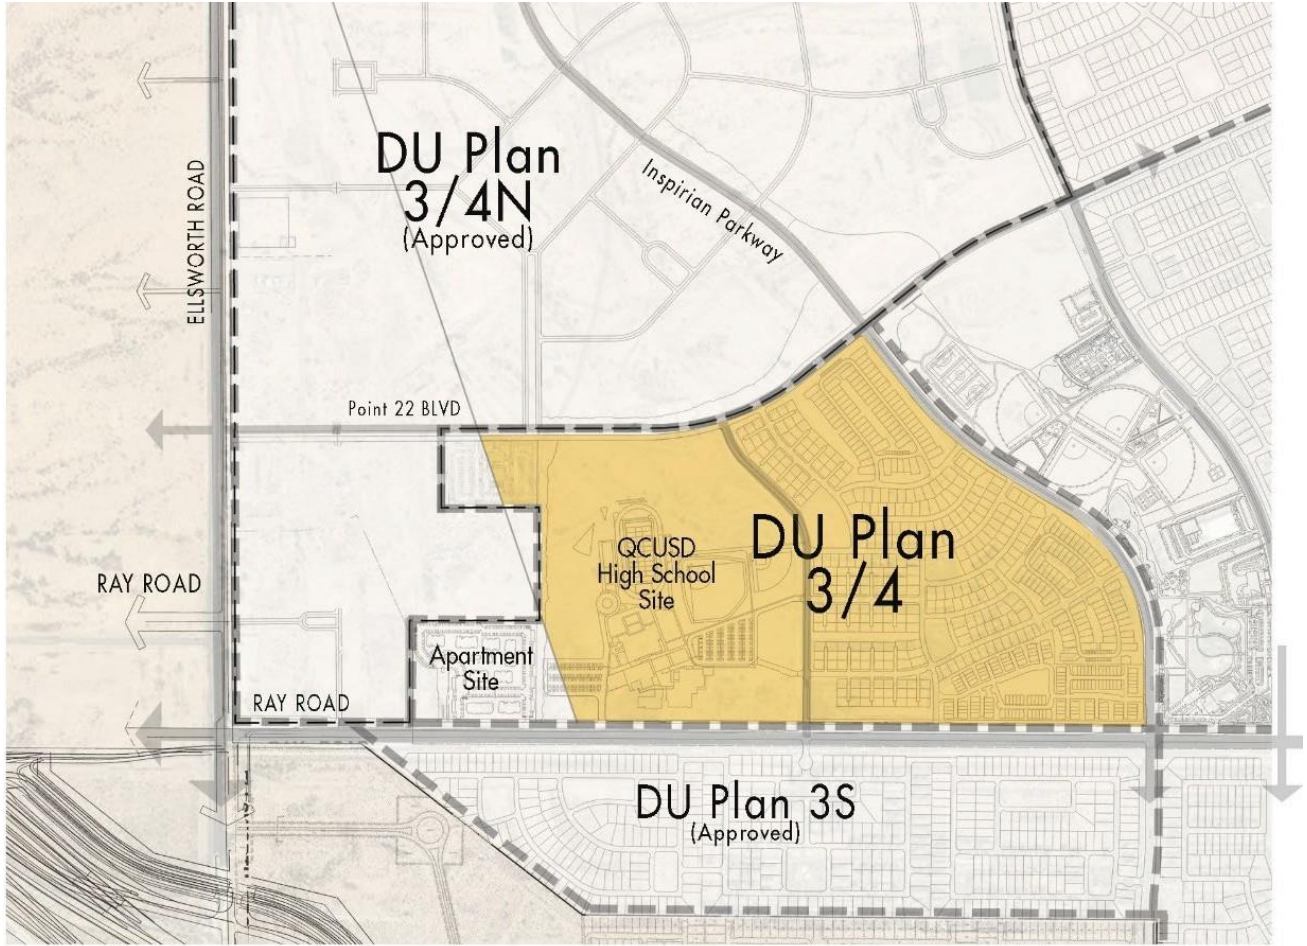 DU Plan
3/4N
(Approved)
Inspirian Parkway
ELLSWORTH ROAD
Point 22 BLVD
QCUSD
High School
Site
DU Plan
3/4
RAY ROAD
Apartment
Site
RAY ROAD
DU Plan 3S
(Approved)